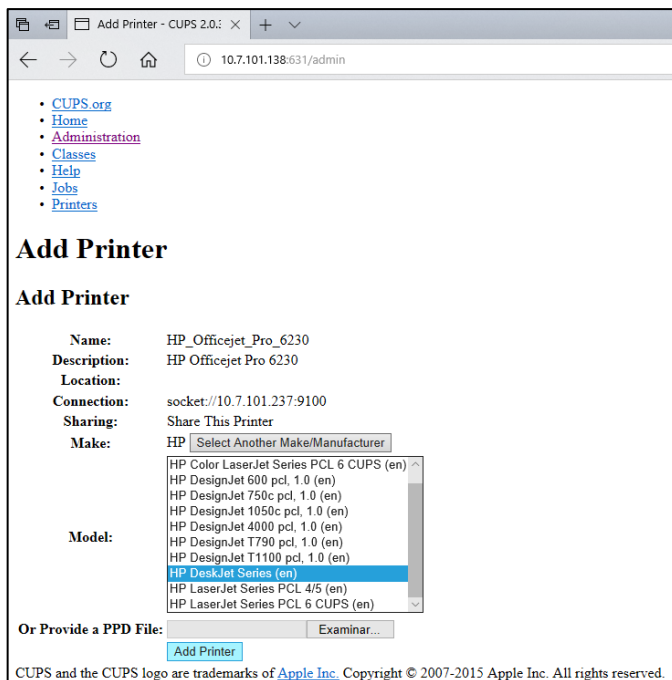 Add Printer - CUPS 2.0.:
10.7.101.138:631/admin
CUPS.org
Home
Administration
Classes
Help
Jobs
Printers
Add Printer
Add Printer
Name: HP_Officejet_Pro_6230
Description: HP Officejet Pro 6230
Location:
Connection: socket://10.7.101.237:9100
Sharing: Share This Printer
Make: HP Select Another Make/Manufacturer
Model:
HP Color LaserJet Series PCL 6 CUPS (en)
HP DesignJet 600 pcl, 1.0 (en)
HP DesignJet 750c pcl, 1.0 (en)
HP DesignJet 1050c pcl, 1.0 (en)
HP DesignJet 4000 pcl, 1.0 (en)
HP DesignJet T790 pcl, 1.0 (en)
HP DesignJet T1100 pcl, 1.0 (en)
HP DeskJet Series (en)
HP LaserJet Series PCL 4/5 (en)
HP LaserJet Series PCL 6 CUPS (en)
Or Provide a PPD File: Examinar...
Add Printer
CUPS and the CUPS logo are trademarks of Apple Inc. Copyright © 2007-2015 Apple Inc. All rights reserved.